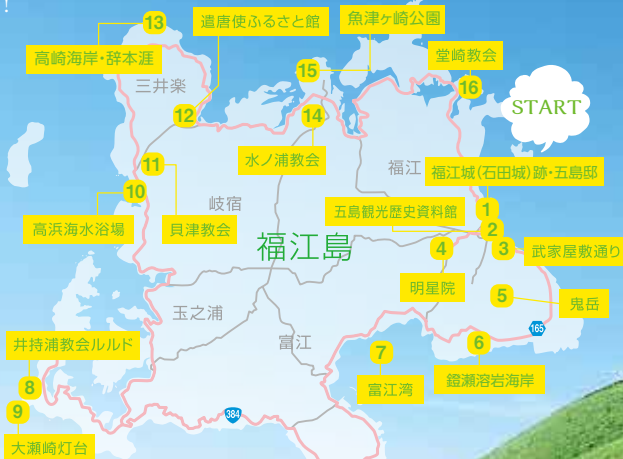 !
13
遣唐使ふるさと館
魚津ヶ崎公園
高崎海岸・辞本涯
三井楽
15
堂崎教会
16
START
12
14
水ノ浦教会
福江
福江城(石田城)跡・五島邸
11
10
岐宿
五島観光歴史資料館
1
2
高浜海水浴場
貝津教会
福江島
4
3
武家屋敷通り
明星院
5
鬼岳
玉之浦
富江
165
井持浦教会ルルド
7
6
8
富江湾
鐙瀬溶岩海岸
9
384
大瀬崎灯台